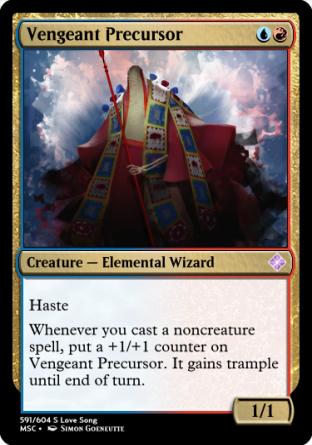 Vengeant Precursor
Creature — Elemental Wizard
Haste
Whenever you cast a noncreature
spell, put a +1/+1 counter on
Vengeant Precursor. It gains trample
until end of turn.
1/1
591/604 S Love Song
MSC • Simon Goeneutte